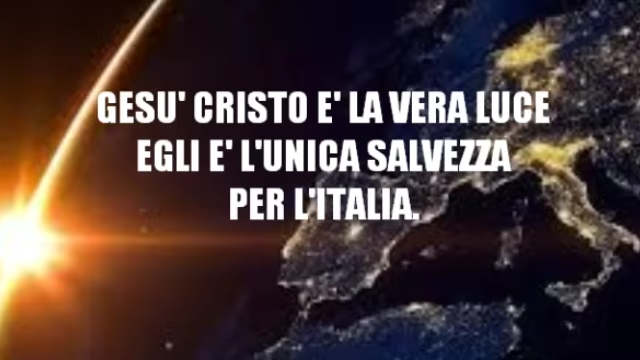 GESU' CRISTO E' LA VERA LUCE
EGLI E' L'UNICA SALVEZZA
PER L'ITALIA.